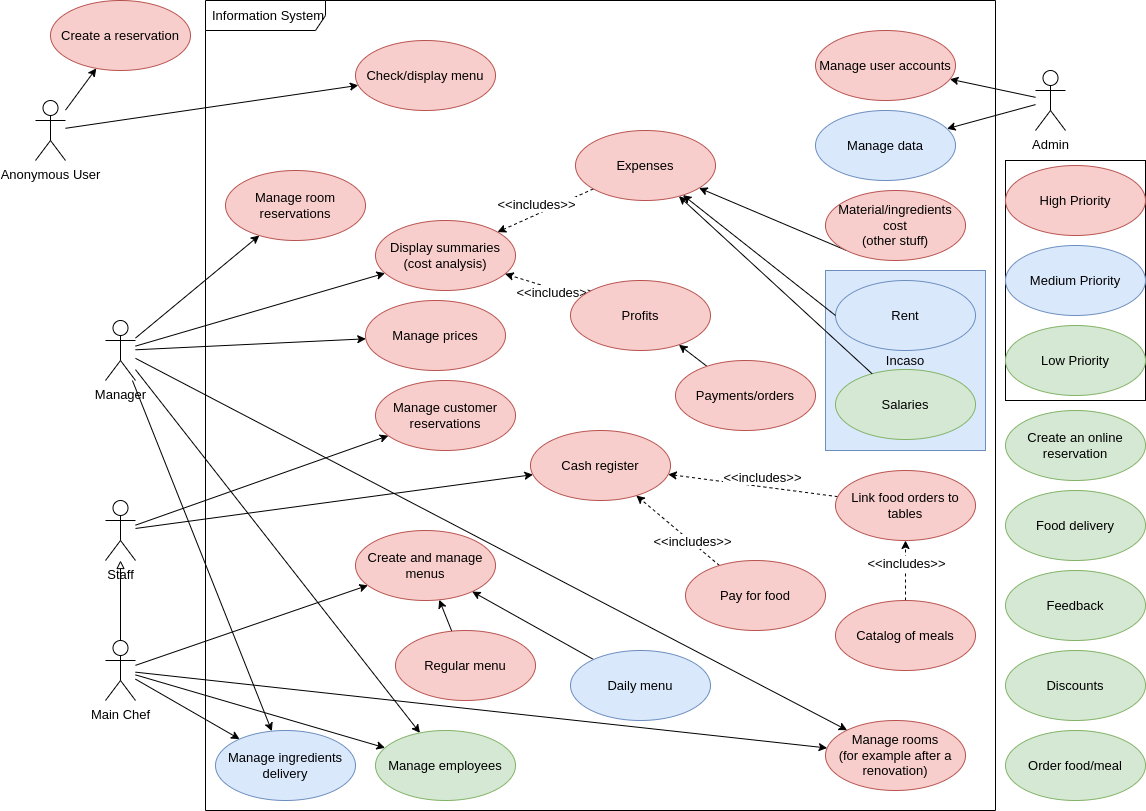 Create a reservation
Information System
Check/display menu
Manage user accounts
Anonymous User
Admin
Manage data
Expenses
High Priority
Manage room
reservations
<<includes>>
Material/ingredients
cost
(other stuff)
Display summaries
(cost analysis)
Medium Priority
<<includes>>
Profits
Rent
Manage prices
Incaso
Low Priority
Manager
Payments/orders
Salaries
Manage customer
reservations
Create an online
reservation
Cash register
<<includes>>
Link food orders to
tables
Food delivery
<<includes>>
Create and manage
menus
<<includes>>
Staff
Pay for food
Feedback
Catalog of meals
Regular menu
Daily menu
Discounts
Main Chef
Manage ingredients
delivery
Manage employees
Manage rooms
(for example after a
renovation)
Order food/meal